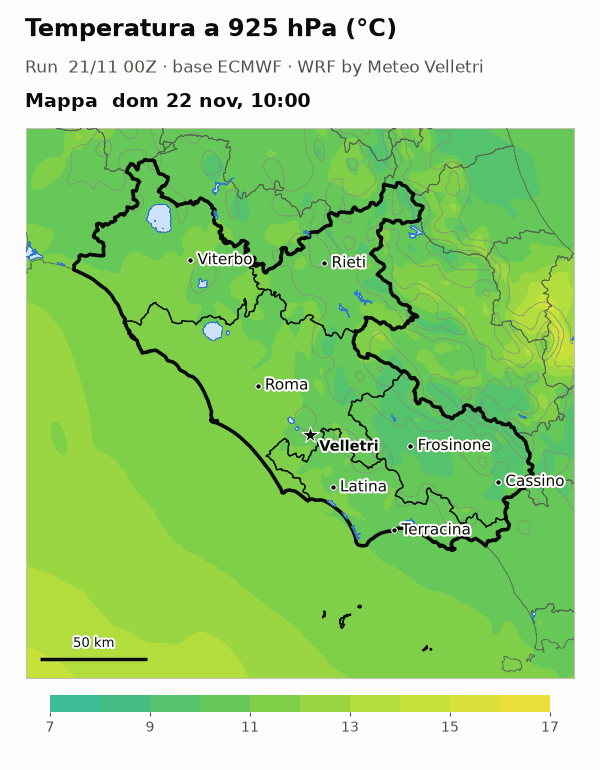 Temperatura a 925 hPa (°C)
Run  21/11 00Z · base ECMWF · WRF by Meteo Velletri
Mappa  dom 22 nov, 10:00
Viterbo
Rieti
Roma
Velletri
Frosinone
Latina
Cassino
Terracina
50 km
7 9 11 13 15 17